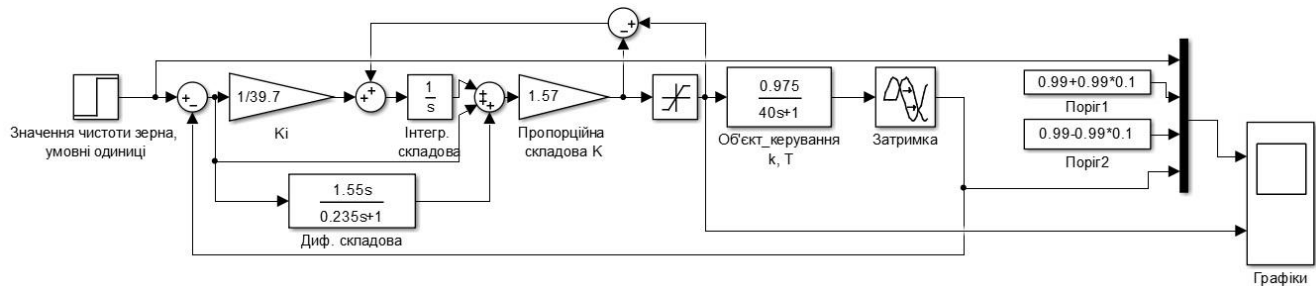 Значення чистоти зерна,
умовні одиниці
1/39.7
Ki
1
s
Інтегр.
складова
1.55s
0.235s+1
Диф. складова
1.57
Пропорційна
складова K
0.975
40s+1
Об'єкт_керування
k, T
Затримка
0.99+0.99*0.1
Поріг1
0.99-0.99*0.1
Поріг2
Графіки